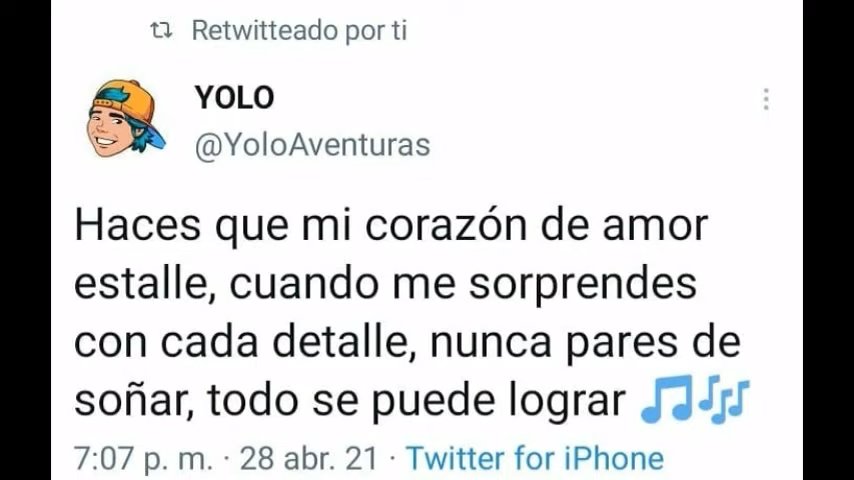 Retwitteado por ti
YOLO
@YoloAventuras
Haces que mi corazón de amor
estalle, cuando me sorprendes
con cada detalle, nunca pares de
soñar, todo se puede lograr 🎵🎶
7:07 p. m. · 28 abr. 21 · Twitter for iPhone